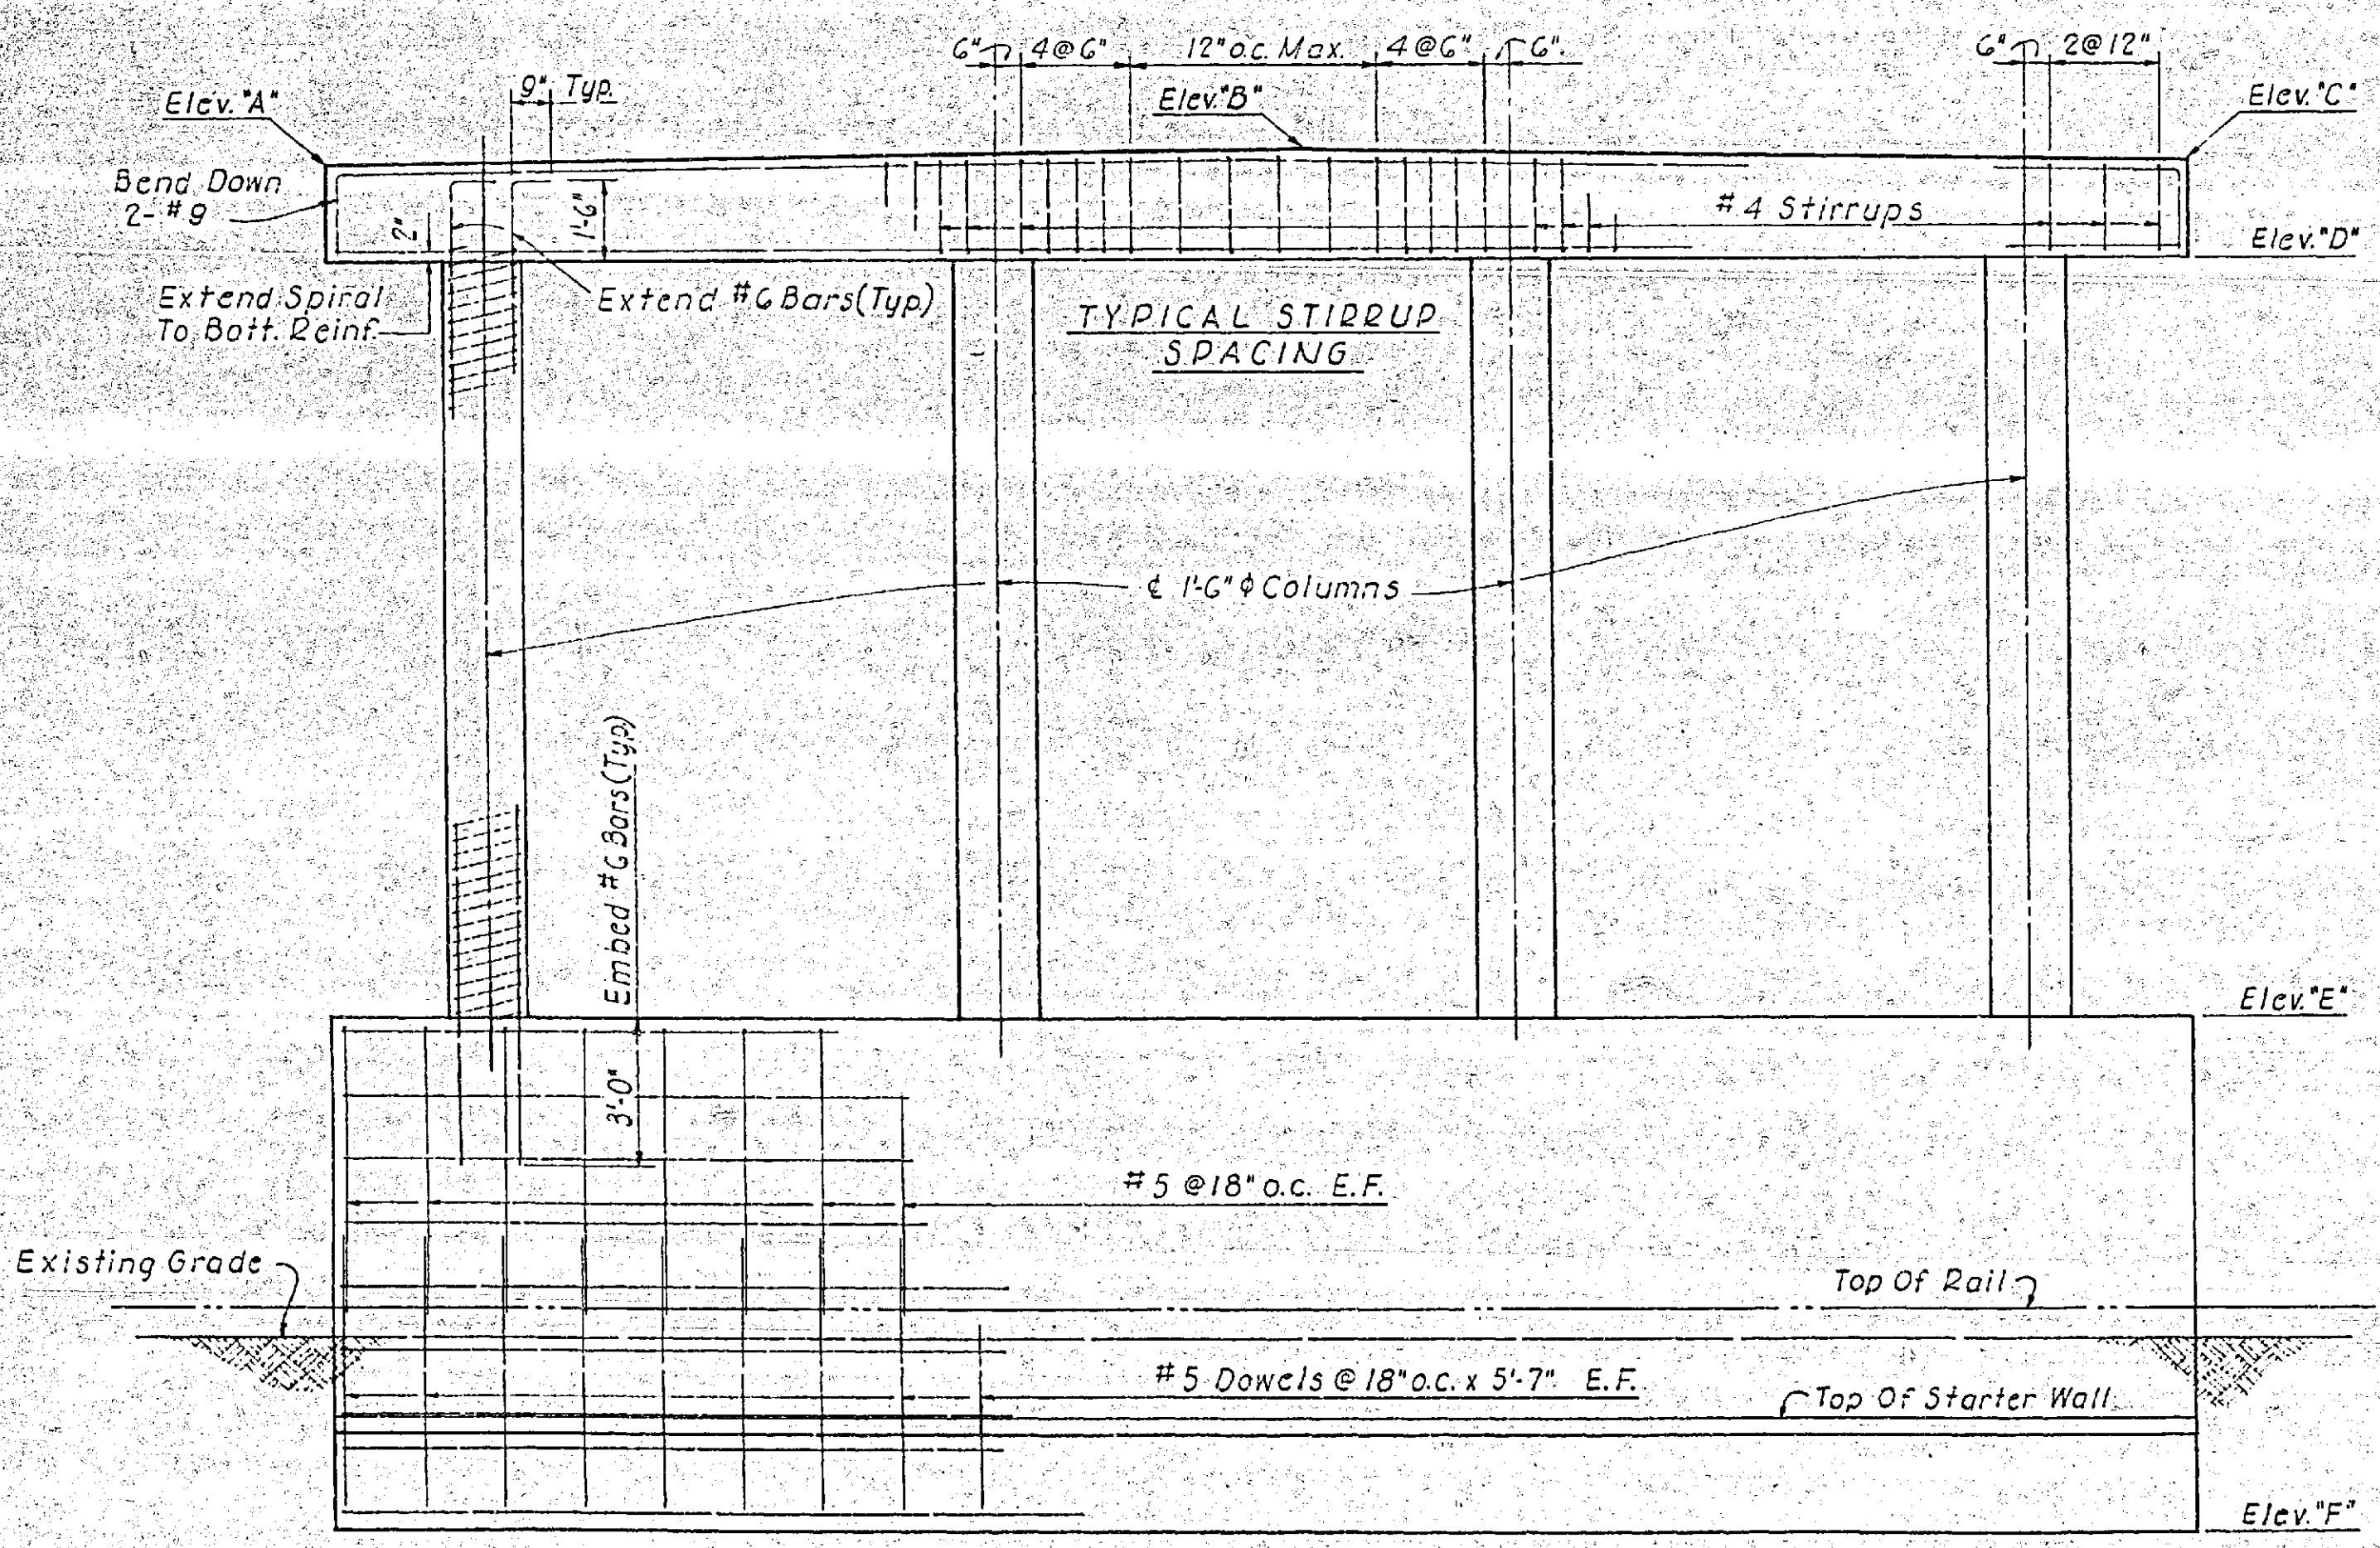 6" 4@6" 12" o.c. Max. 4@6" 6"
6" 2@12"
9" Typ.
Elev. "A"
Elev. "B"
Elev. "C"
Bend Down
2-#9
2"
1'-6"
#4 Stirrups
Elev. "D"
Extend Spiral
To Bott. Reinf.
Extend #6 Bars (Typ.)
TYPICAL STIRRUP
SPACING
℄ 1'-6" ϕ Columns
Embed #6 Bars (Typ.)
3'-0"
Elev. "E"
#5 @ 18" o.c. E.F.
Existing Grade
Top Of Rail
#5 Dowels @ 18" o.c. x 5'-7" E.F.
Top Of Starter Wall
Elev. "F"